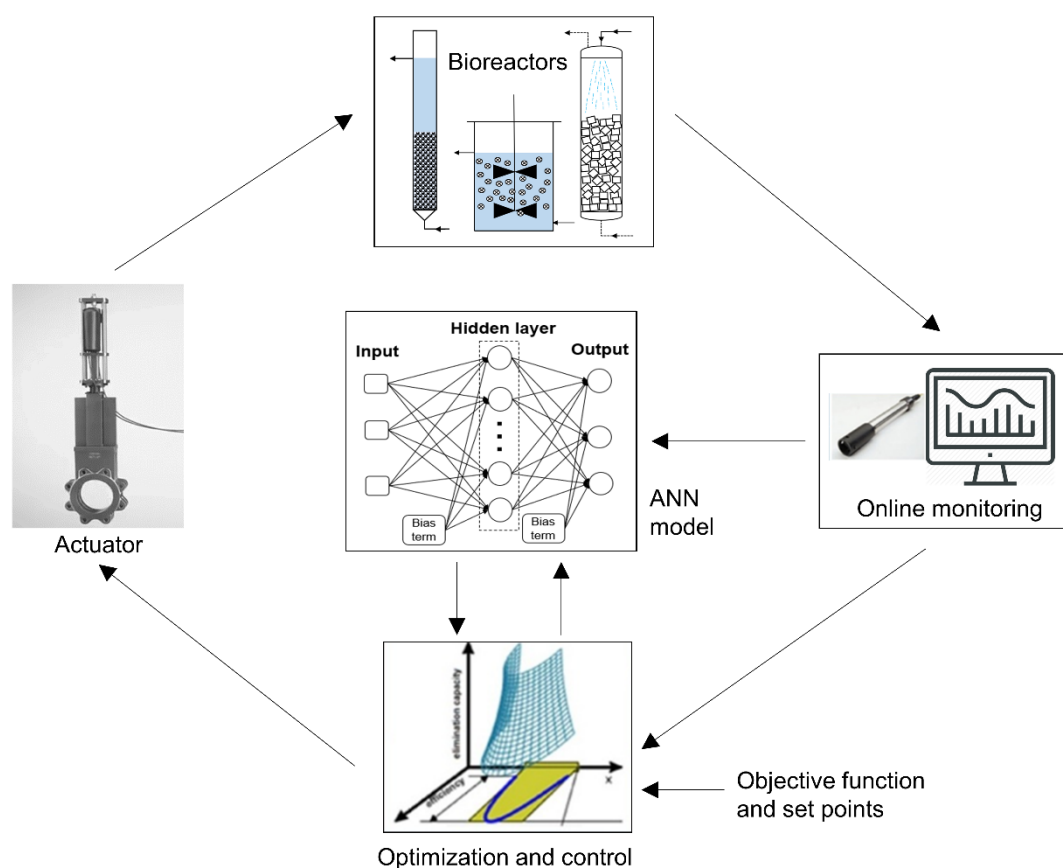 Bioreactors
Hidden layer
Input
Output
Bias
term
Bias
term
ANN
model
Online monitoring
Actuator
elimination capacity
efficiency
x
Objective function
and set points
Optimization and control